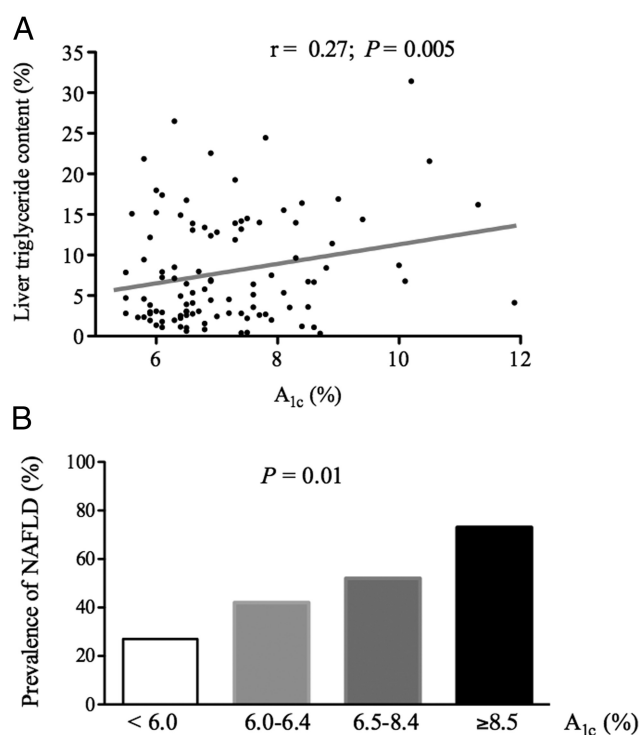 A
r = 0.27; P = 0.005
Liver triglyceride content (%)
35
30
25
20
15
10
5
0
6
8
10
12
A1c (%)
B
P = 0.01
Prevalence of NAFLD (%)
100
80
60
40
20
0
< 6.0
6.0-6.4
6.5-8.4
≥8.5
A1c (%)